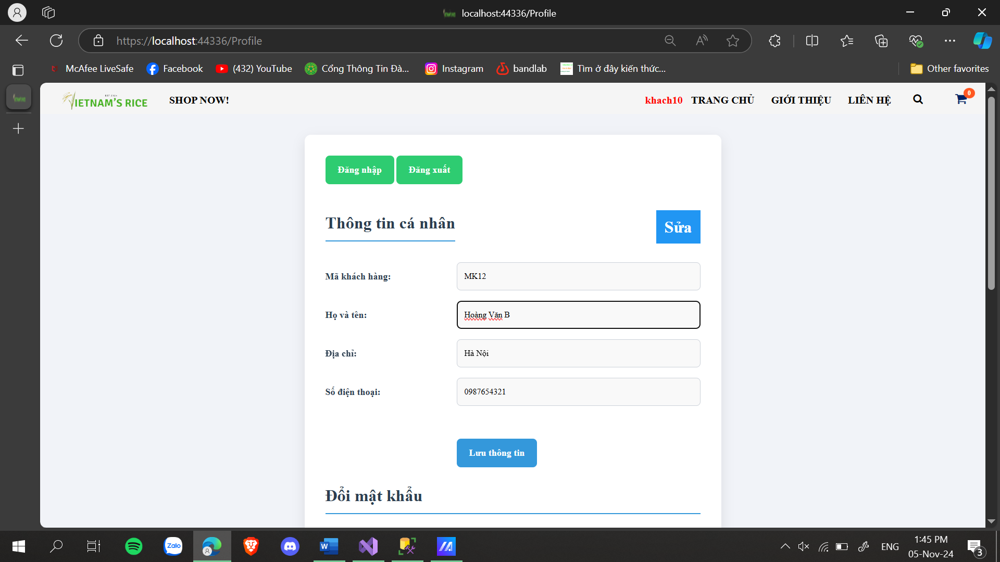 localhost:44336/Profile
https://localhost:44336/Profile
McAfee LiveSafe
Facebook
(432) YouTube
Cổng Thông Tin Đà...
Instagram
bandlab
Tìm ở đây kiến thức...
Other favorites
EST 2024
VIETNAM'S RICE
SHOP NOW!
khach10
TRANG CHỦ
GIỚI THIỆU
LIÊN HỆ
0
Đăng nhập
Đăng xuất
Thông tin cá nhân
Sửa
Mã khách hàng:
MK12
Họ và tên:
Hoàng Văn B
Địa chỉ:
Hà Nội
Số điện thoại:
0987654321
Lưu thông tin
Đổi mật khẩu
Zalo
W
ENG
1:45 PM
05-Nov-24
3